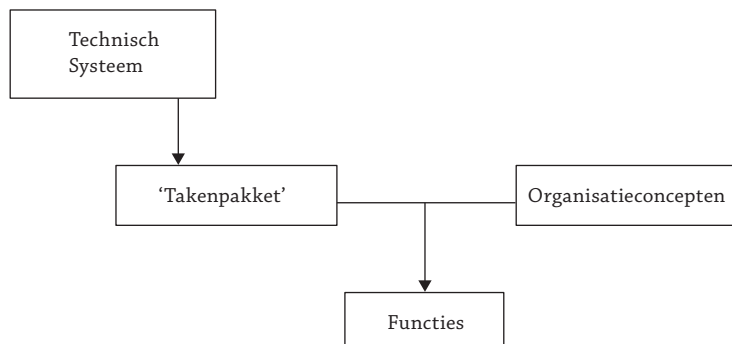 Technisch
Systeem
‘Takenpakket’
Organisatieconcepten
Functies